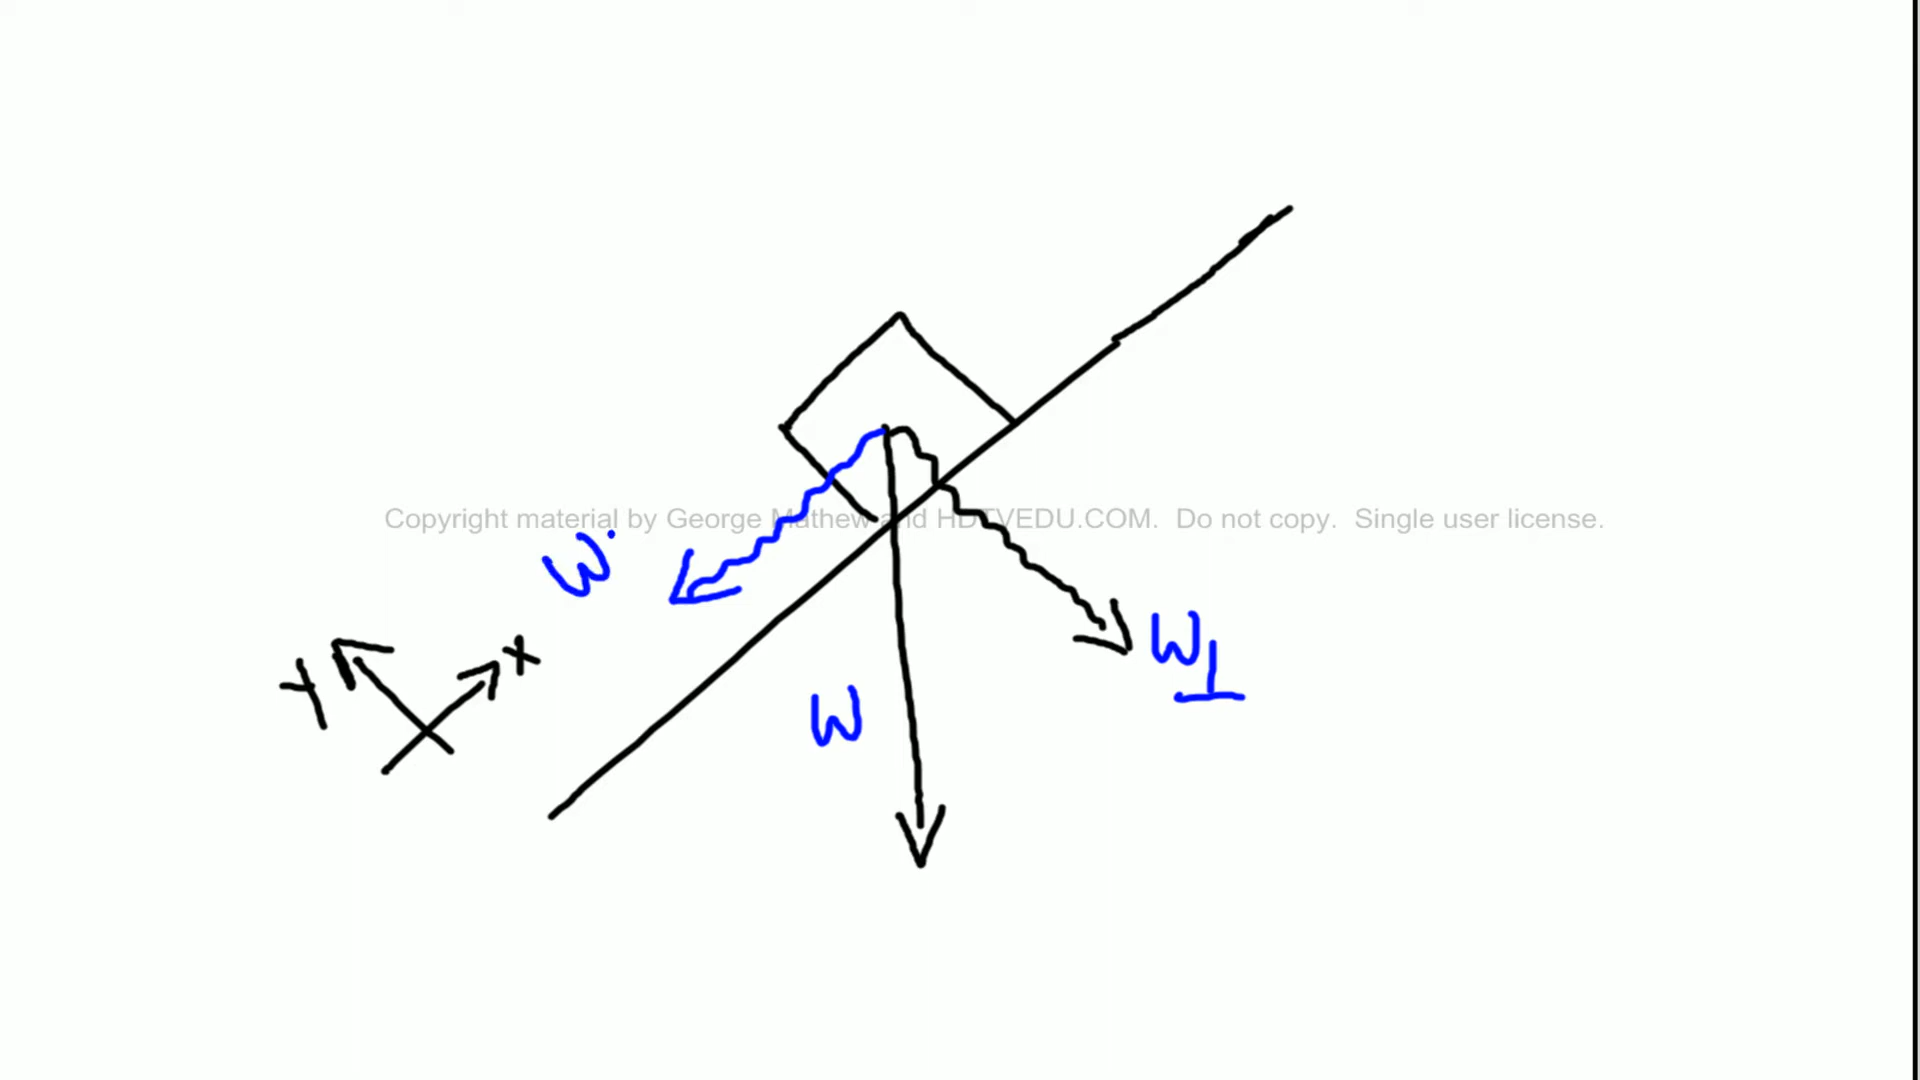 Copyright material by George Mathew and HDTVEDU.COM. Do not copy. Single user license.
W
Y
X
W⊥
W